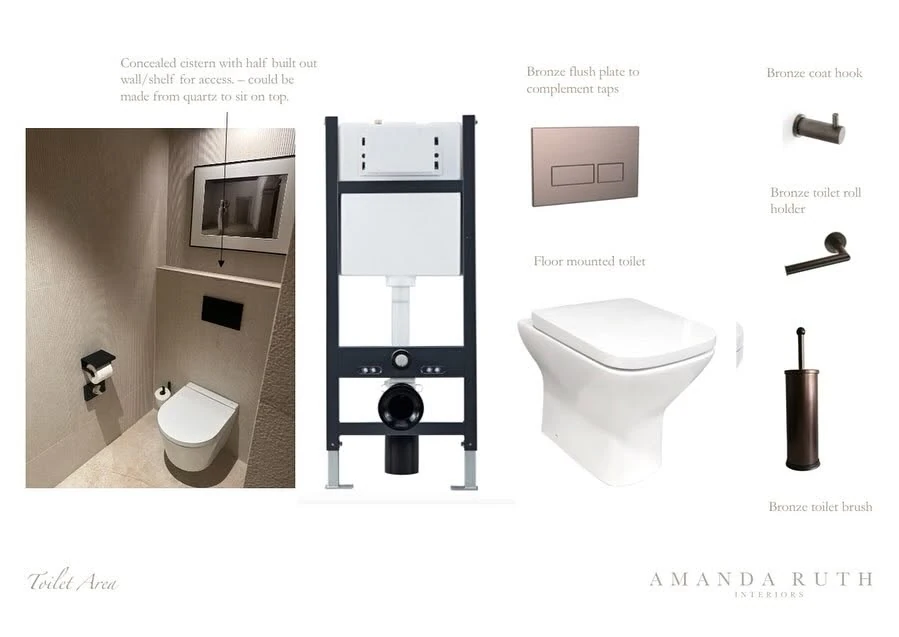 Concealed cistern with half built out
wall/shelf for access. – could be
made from quartz to sit on top.
Bronze flush plate to
complement taps
Bronze coat hook
Bronze toilet roll
holder
Floor mounted toilet
Bronze toilet brush
Toilet Area
AMANDA RUTH
INTERIORS